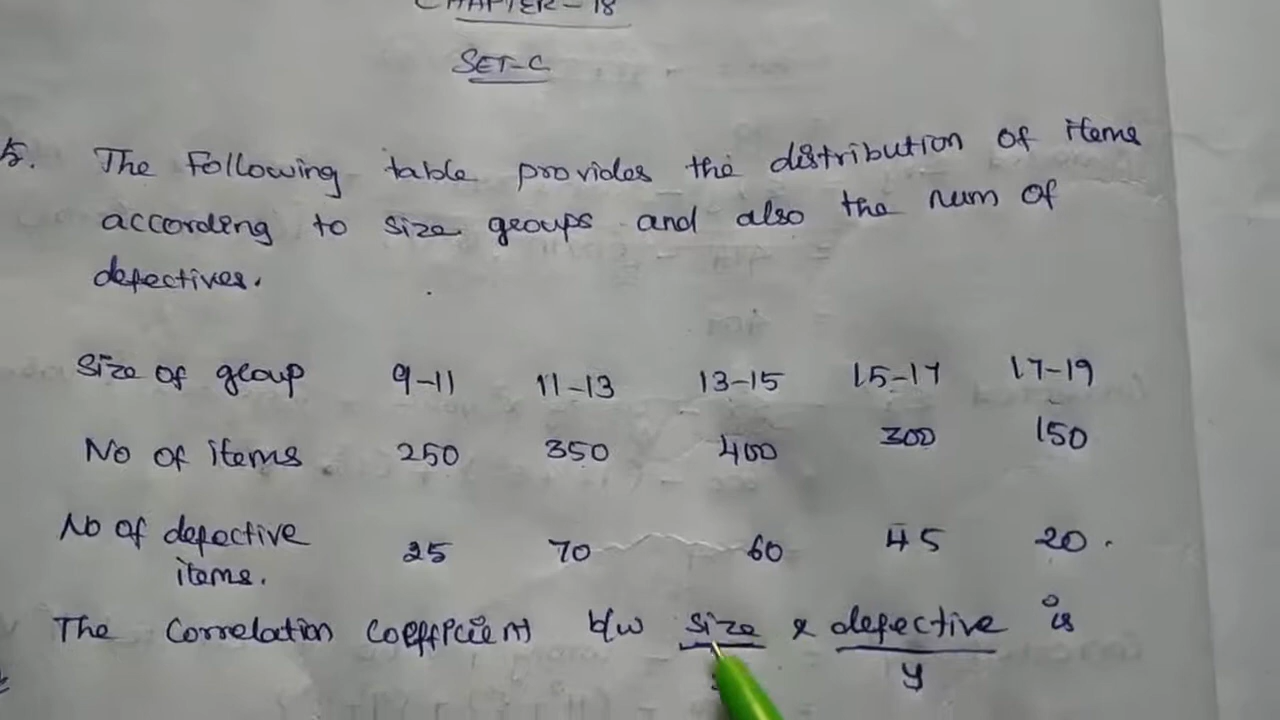 CHAPTER - 18
SET-C
5. The Following table provides the distribution of items
according to size groups and also the num of
defectives.
Size of group 9-11 11-13 13-15 15-17 17-19
No of items 250 350 400 300 150
No of defective 25 70 60 45 20.
items.
The Correlation Coefficient b/w size & defective is
y